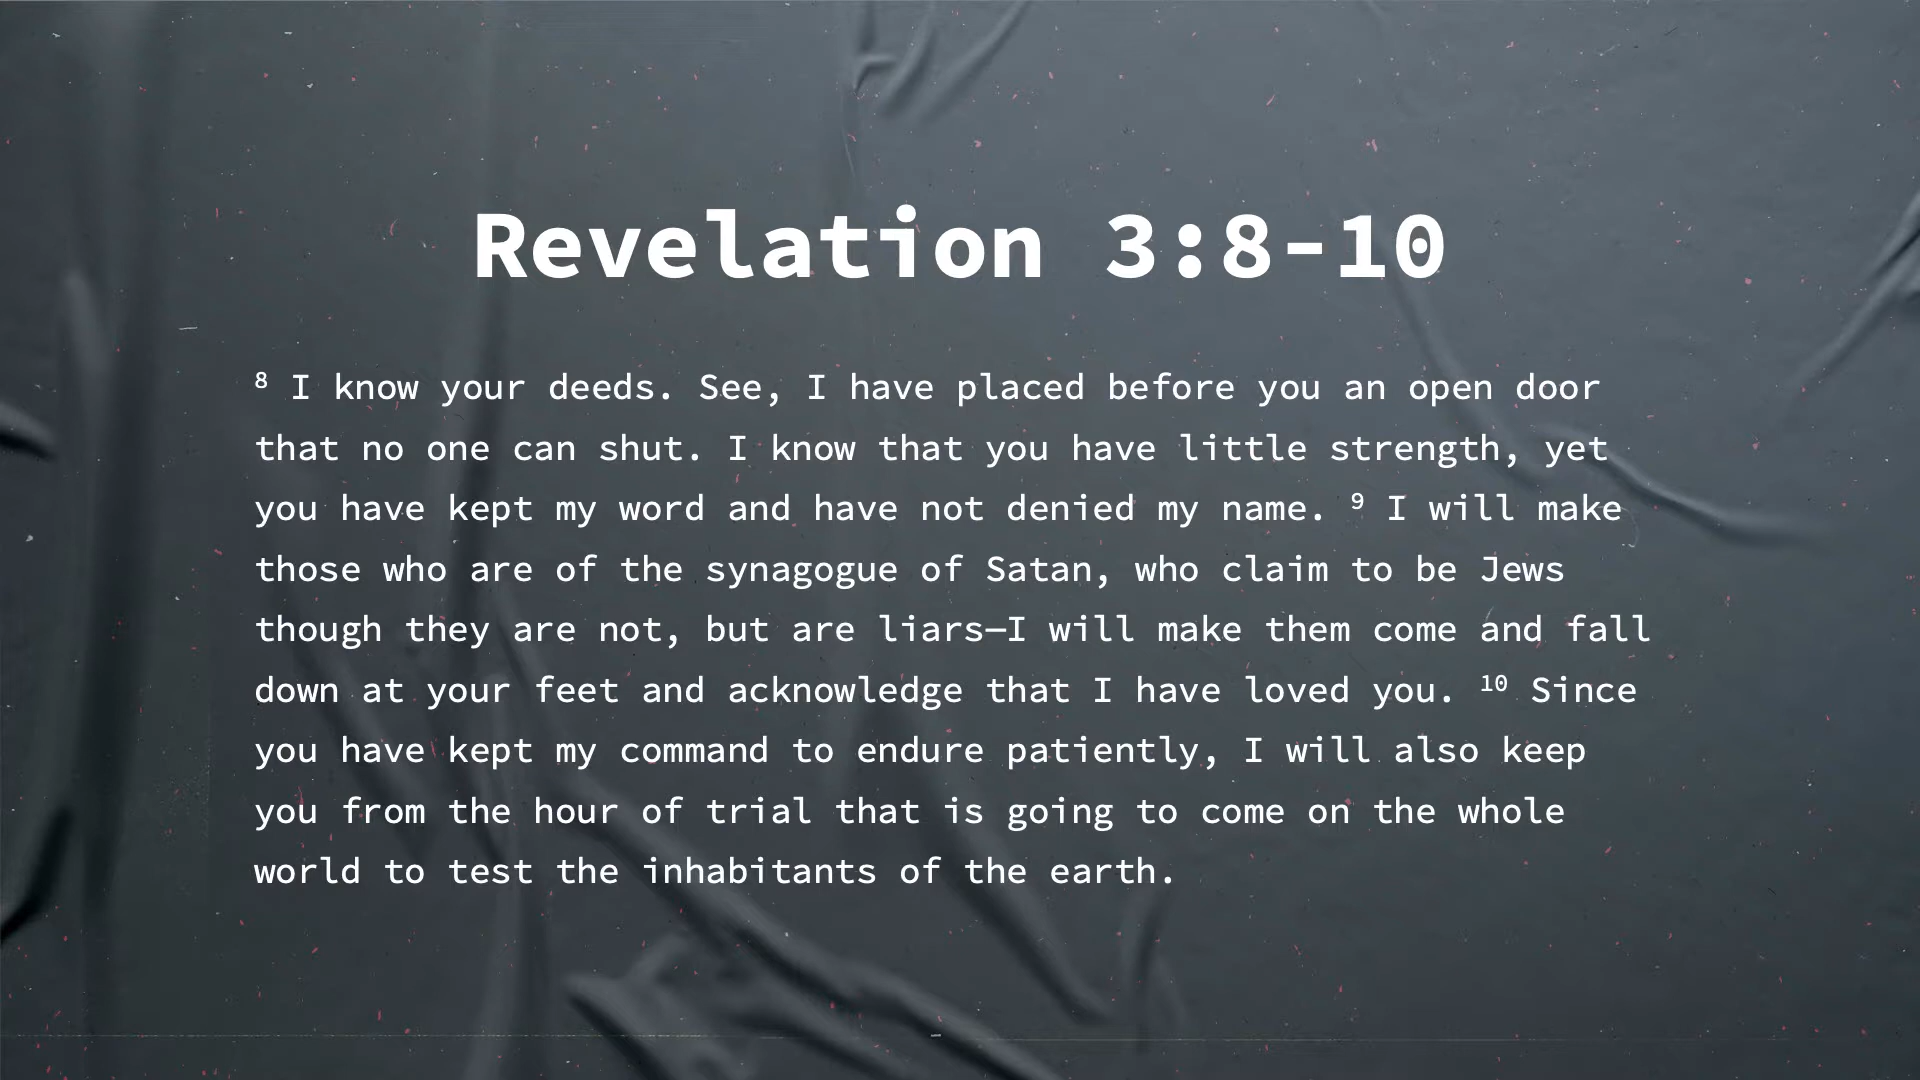 Revelation 3:8-10
⁸ I know your deeds. See, I have placed before you an open door
that no one can shut. I know that you have little strength, yet
you have kept my word and have not denied my name. ⁹ I will make
those who are of the synagogue of Satan, who claim to be Jews
though they are not, but are liars—I will make them come and fall
down at your feet and acknowledge that I have loved you. ¹⁰ Since
you have kept my command to endure patiently, I will also keep
you from the hour of trial that is going to come on the whole
world to test the inhabitants of the earth.